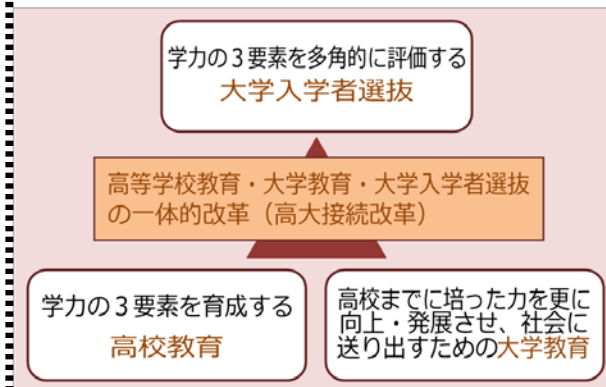 学力の3要素を多角的に評価する
大学入学者選抜
高等学校教育・大学教育・大学入学者選抜
の一体的改革（高大接続改革）
学力の3要素を育成する
高校教育
高校までに培った力を更に
向上・発展させ、社会に
送り出すための大学教育